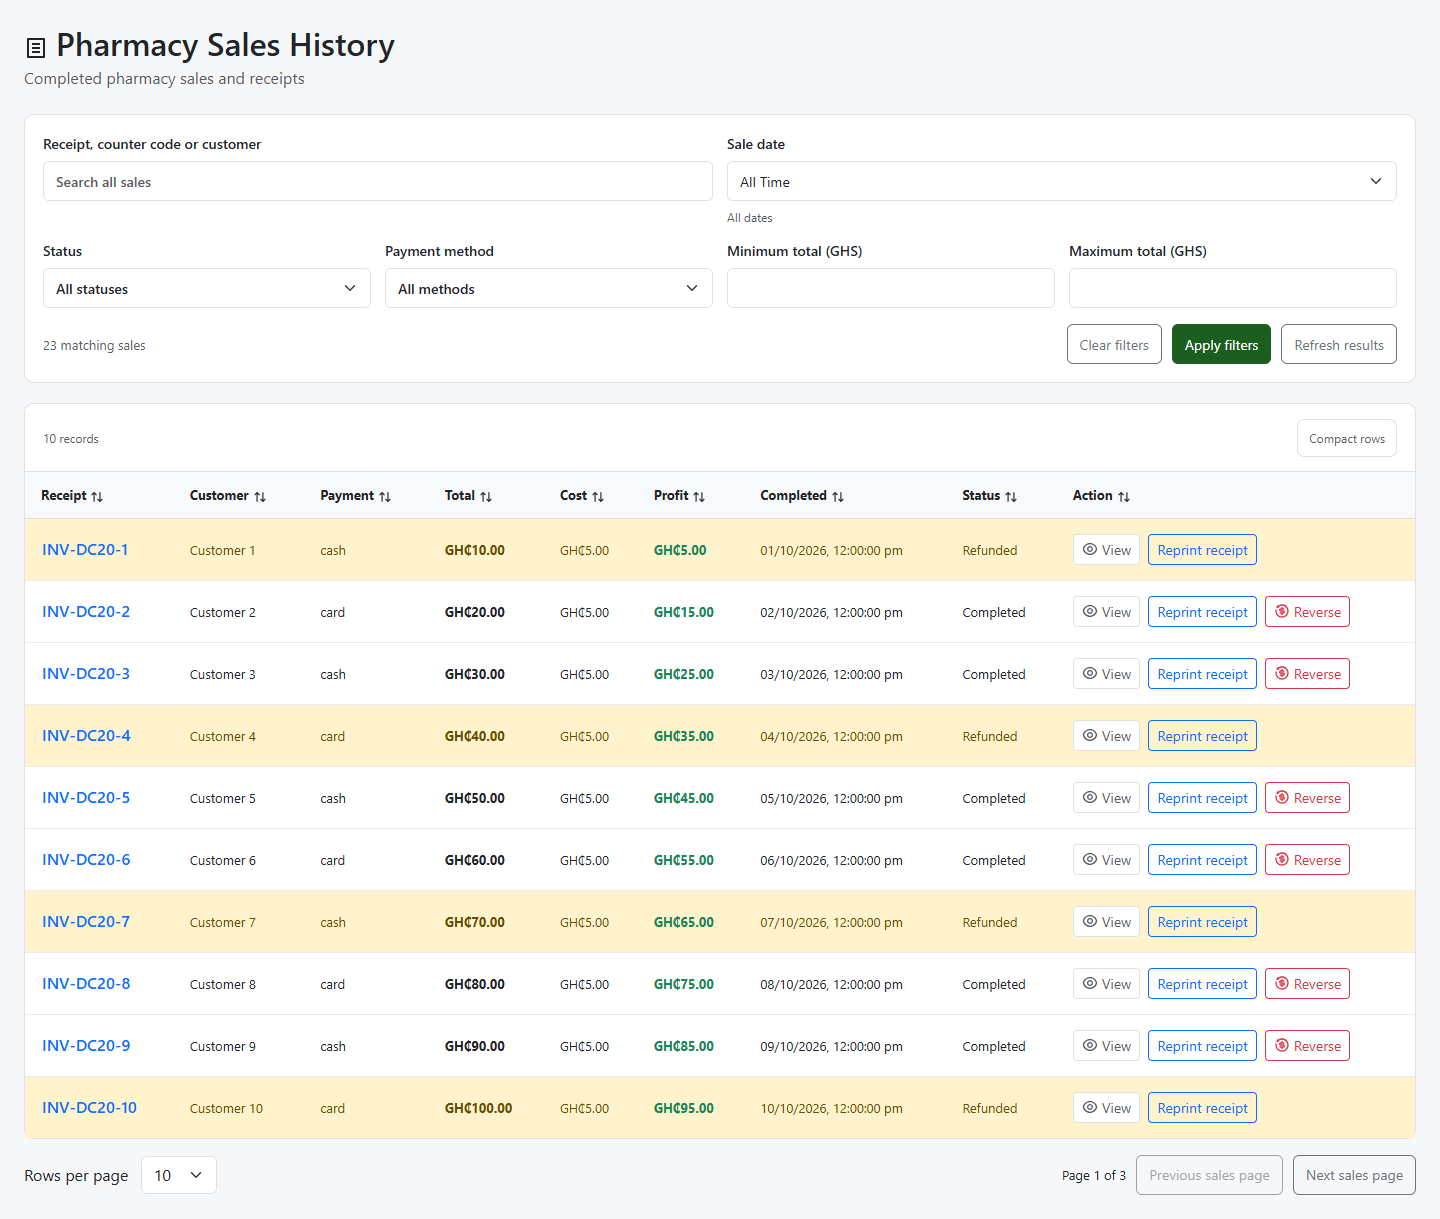 Pharmacy Sales History
Completed pharmacy sales and receipts
Receipt, counter code or customer
Sale date
Search all sales
All Time
All dates
Status
Payment method
Minimum total (GHS)
Maximum total (GHS)
All statuses
All methods
23 matching sales
Clear filters
Apply filters
Refresh results
10 records
Compact rows
Receipt Customer Payment Total Cost Profit Completed Status Action
INV-DC20-1 Customer 1 cash GH₵10.00 GH₵5.00 GH₵5.00 01/10/2026, 12:00:00 pm Refunded View Reprint receipt
INV-DC20-2 Customer 2 card GH₵20.00 GH₵5.00 GH₵15.00 02/10/2026, 12:00:00 pm Completed View Reprint receipt Reverse
INV-DC20-3 Customer 3 cash GH₵30.00 GH₵5.00 GH₵25.00 03/10/2026, 12:00:00 pm Completed View Reprint receipt Reverse
INV-DC20-4 Customer 4 card GH₵40.00 GH₵5.00 GH₵35.00 04/10/2026, 12:00:00 pm Refunded View Reprint receipt
INV-DC20-5 Customer 5 cash GH₵50.00 GH₵5.00 GH₵45.00 05/10/2026, 12:00:00 pm Completed View Reprint receipt Reverse
INV-DC20-6 Customer 6 card GH₵60.00 GH₵5.00 GH₵55.00 06/10/2026, 12:00:00 pm Completed View Reprint receipt Reverse
INV-DC20-7 Customer 7 cash GH₵70.00 GH₵5.00 GH₵65.00 07/10/2026, 12:00:00 pm Refunded View Reprint receipt
INV-DC20-8 Customer 8 card GH₵80.00 GH₵5.00 GH₵75.00 08/10/2026, 12:00:00 pm Completed View Reprint receipt Reverse
INV-DC20-9 Customer 9 cash GH₵90.00 GH₵5.00 GH₵85.00 09/10/2026, 12:00:00 pm Completed View Reprint receipt Reverse
INV-DC20-10 Customer 10 card GH₵100.00 GH₵5.00 GH₵95.00 10/10/2026, 12:00:00 pm Refunded View Reprint receipt
Rows per page 10
Page 1 of 3 Previous sales page Next sales page